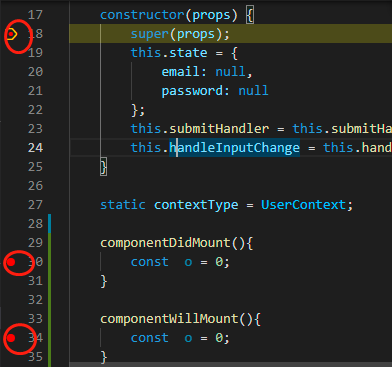 17 constructor(props) {
18 super(props);
19 this.state = {
20 email: null,
21 password: null
22 };
23 this.submitHandler = this.submitHa
24 this.handleInputChange = this.hand
25 }
26
27 static contextType = UserContext;
28
29 componentDidMount(){
30 const o = 0;
31 }
32
33 componentWillMount(){
34 const o = 0;
35 }